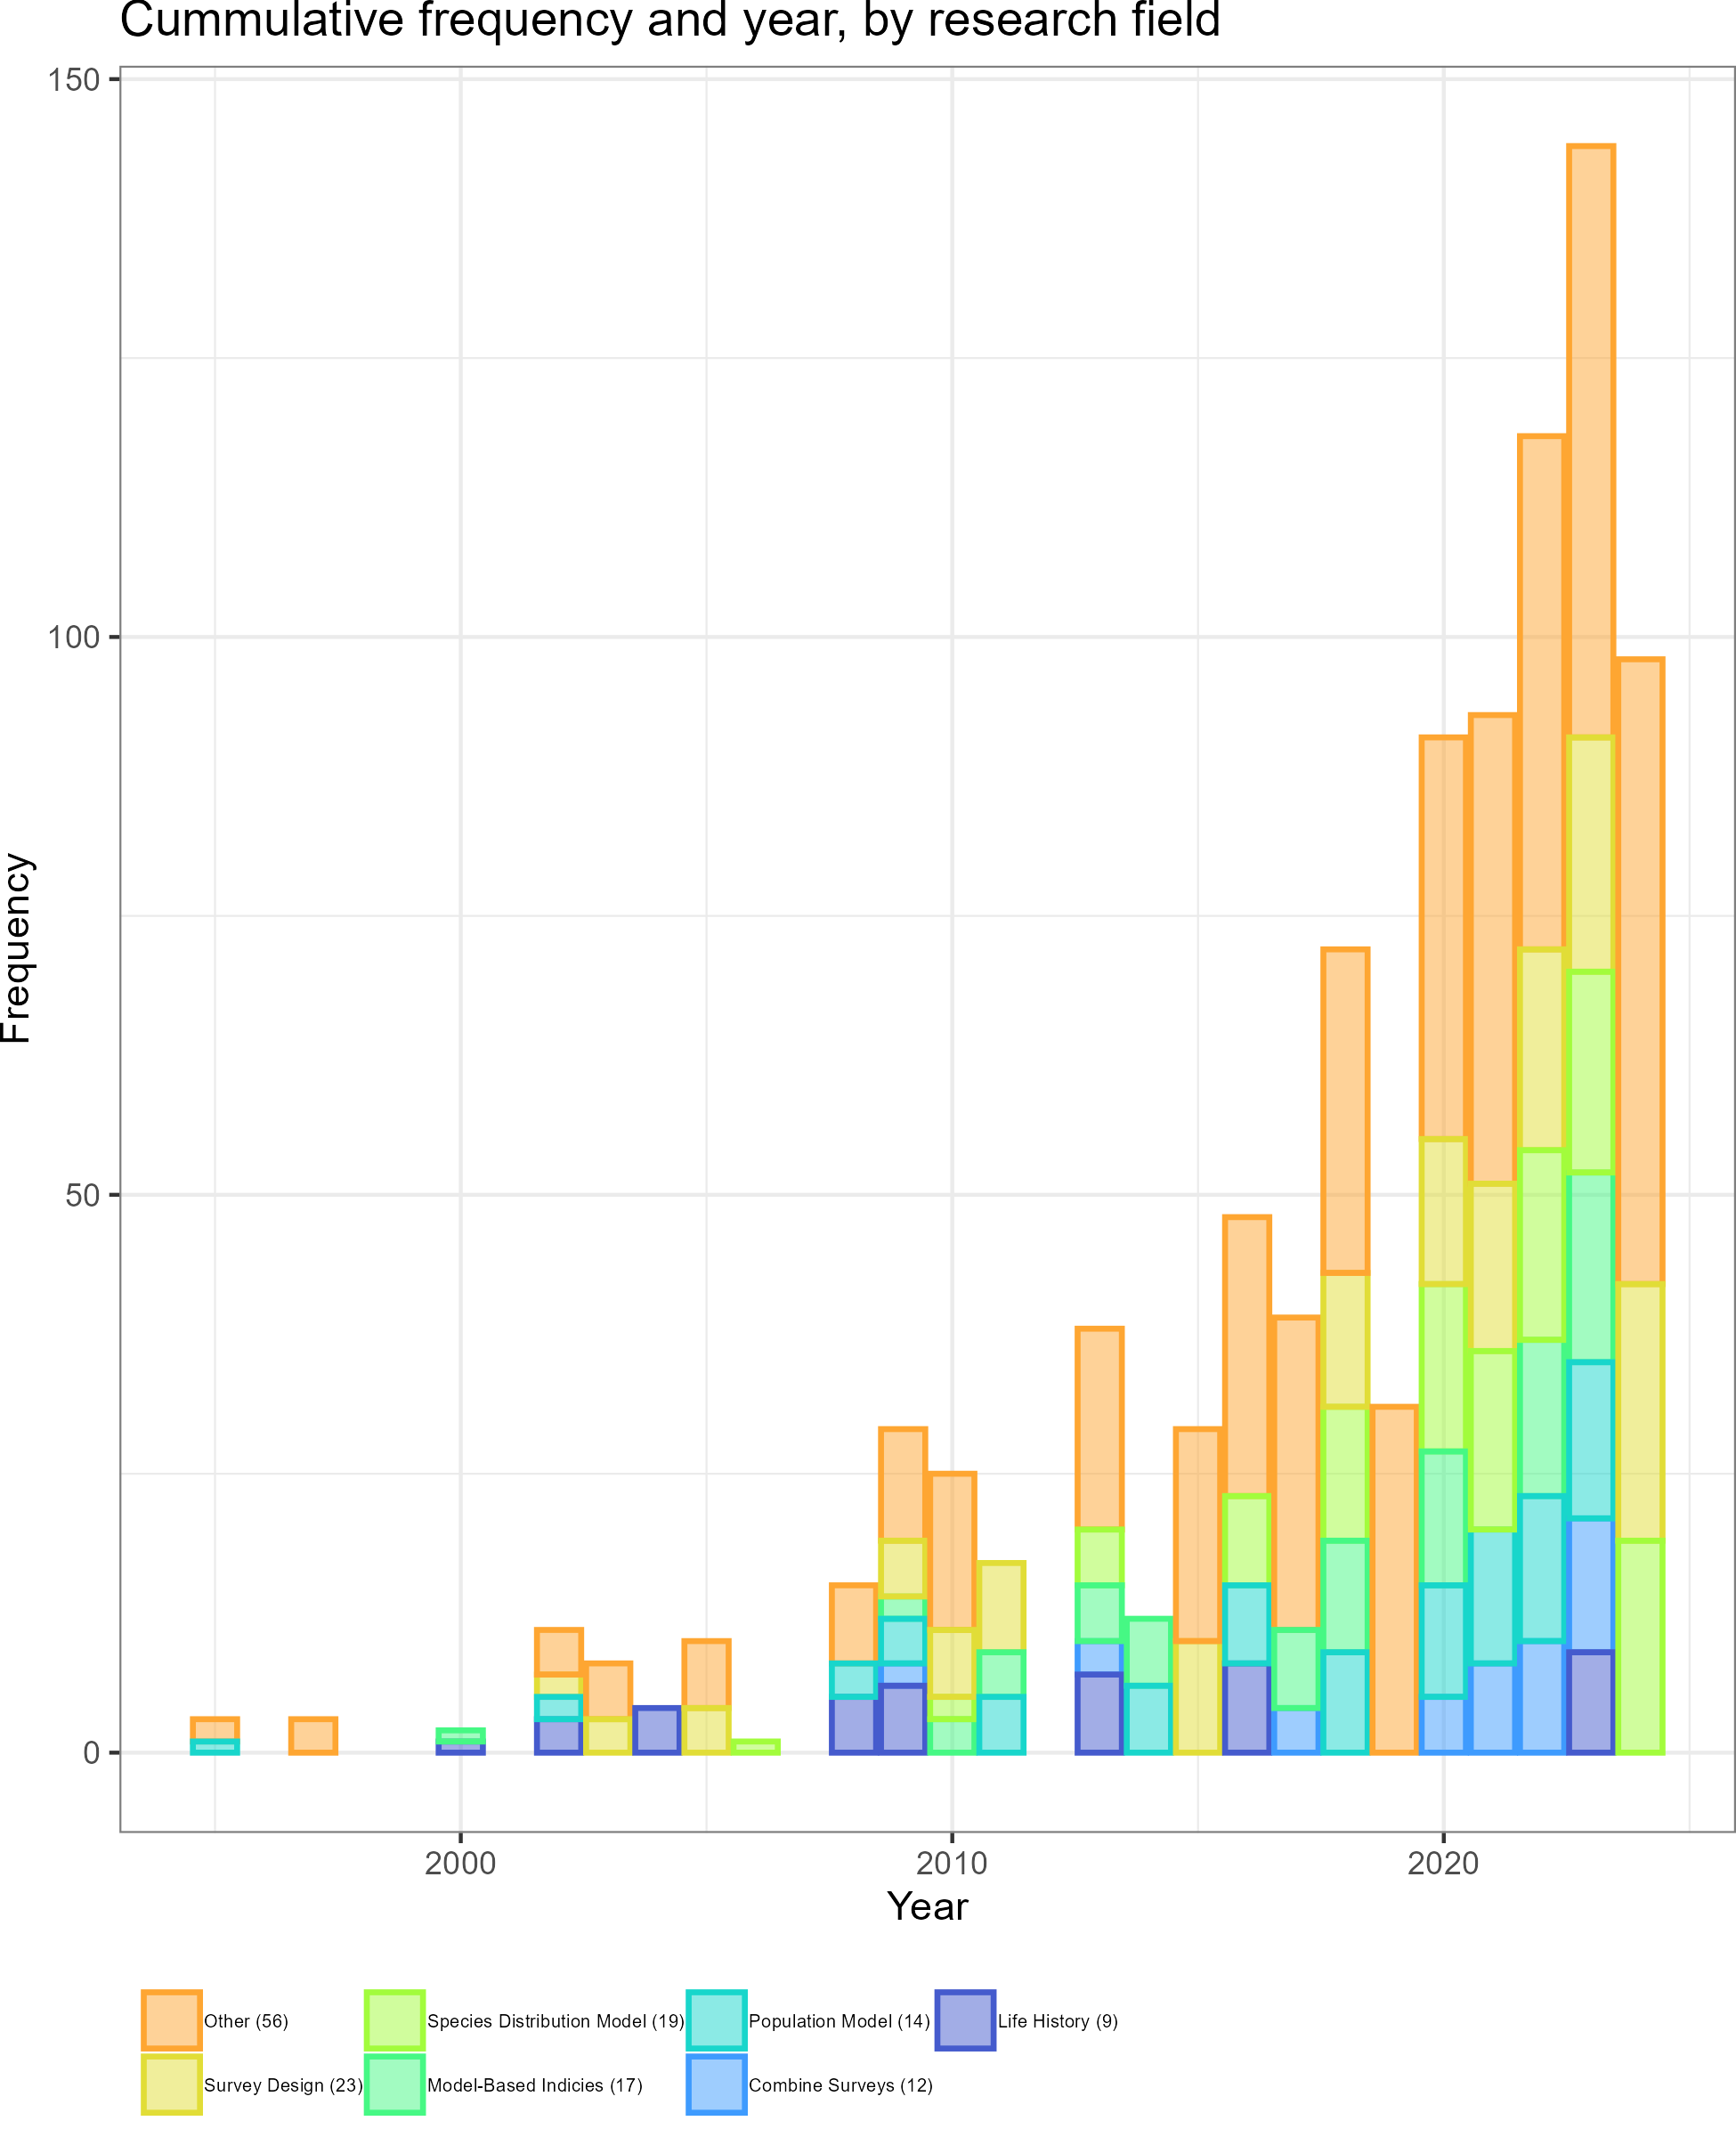 Cummulative frequency and year, by research field
150
100
50
0
Frequency
2000 2010 2020
Year
Other (56) Species Distribution Model (19) Population Model (14) Life History (9)
Survey Design (23) Model-Based Indicies (17) Combine Surveys (12)